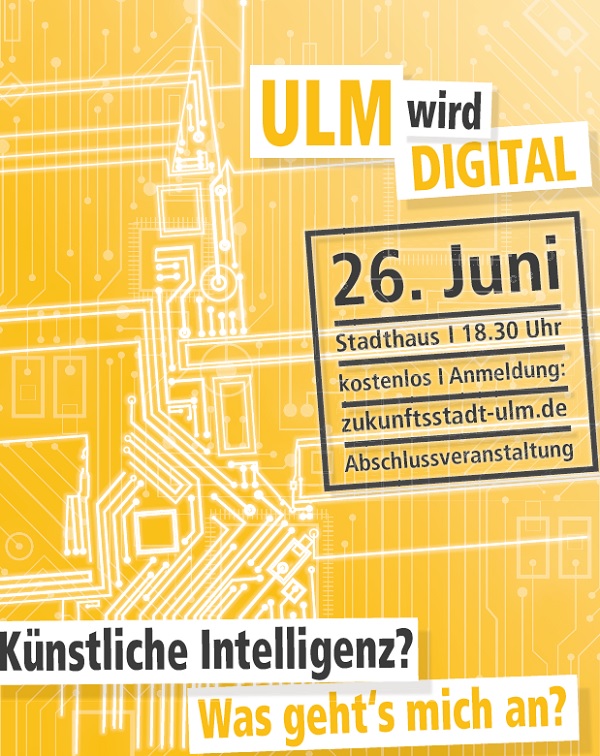 ULM wird
DIGITAL
26. Juni
Stadthaus I 18.30 Uhr
kostenlos I Anmeldung:
zukunftsstadt-ulm.de
Abschlussveranstaltung
Künstliche Intelligenz?
Was geht's mich an?